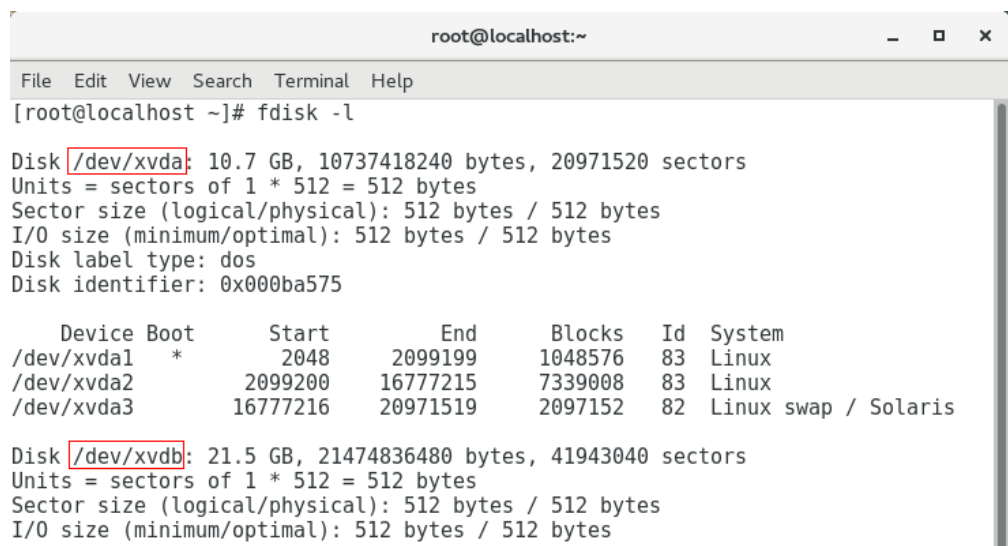 root@localhost:~
File Edit View Search Terminal Help
[root@localhost ~]# fdisk -l
Disk /dev/xvda: 10.7 GB, 10737418240 bytes, 20971520 sectors
Units = sectors of 1 * 512 = 512 bytes
Sector size (logical/physical): 512 bytes / 512 bytes
I/O size (minimum/optimal): 512 bytes / 512 bytes
Disk label type: dos
Disk identifier: 0x000ba575
Device Boot Start End Blocks Id System
/dev/xvda1 * 2048 2099199 1048576 83 Linux
/dev/xvda2 2099200 16777215 7339008 83 Linux
/dev/xvda3 16777216 20971519 2097152 82 Linux swap / Solaris
Disk /dev/xvdb: 21.5 GB, 21474836480 bytes, 41943040 sectors
Units = sectors of 1 * 512 = 512 bytes
Sector size (logical/physical): 512 bytes / 512 bytes
I/O size (minimum/optimal): 512 bytes / 512 bytes